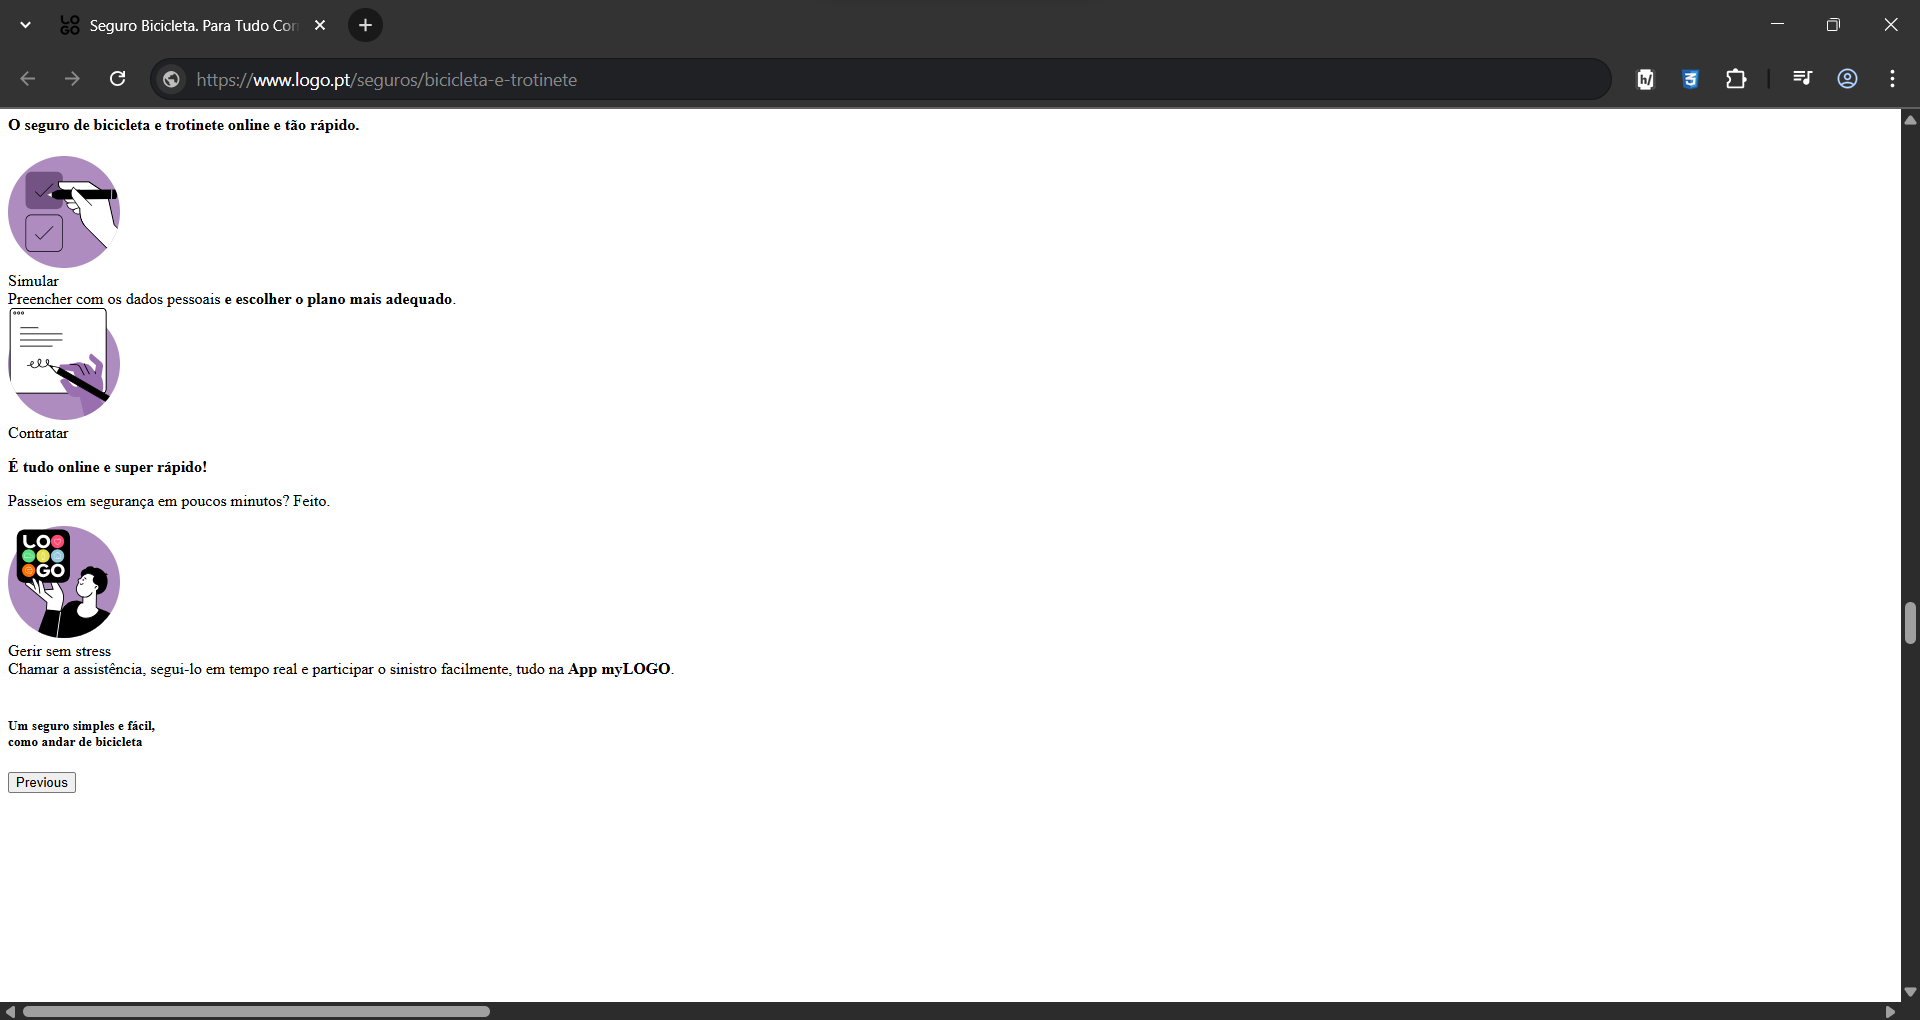 LO
GO
Seguro Bicicleta. Para Tudo Con
https://www.logo.pt/seguros/bicicleta-e-trotinete
h/
O seguro de bicicleta e trotinete online e tão rápido.
Simular
Preencher com os dados pessoais e escolher o plano mais adequado.
Contratar
É tudo online e super rápido!
Passeios em segurança em poucos minutos? Feito.
LO
GO
Gerir sem stress
Chamar a assistência, segui-lo em tempo real e participar o sinistro facilmente, tudo na App myLOGO.
Um seguro simples e fácil,
como andar de bicicleta
Previous